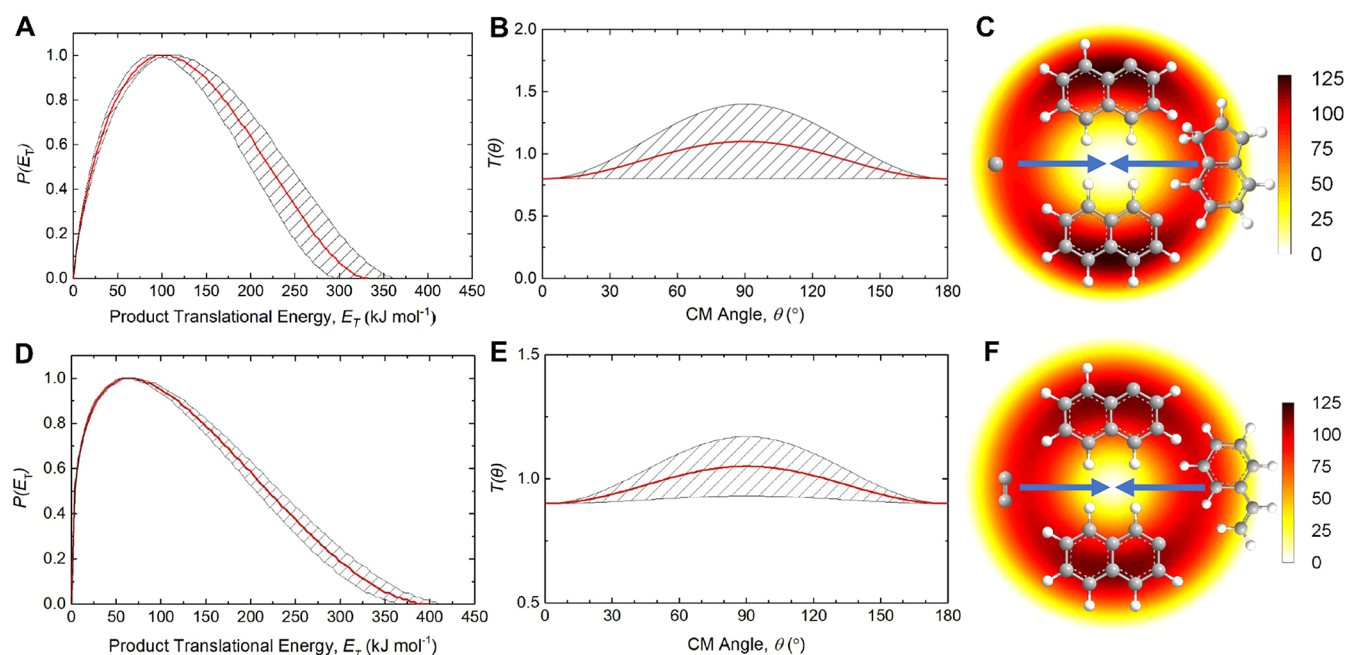 A
P(E_T)
1.0
0.8
0.6
0.4
0.2
0.0
0 50 100 150 200 250 300 350 400 450
Product Translational Energy, E_T (kJ mol⁻¹)
B
T(θ)
2.0
1.5
1.0
0.5
0.0
0 30 60 90 120 150 180
CM Angle, θ (°)
C
125
100
75
50
25
0
D
P(E_T)
1.0
0.8
0.6
0.4
0.2
0.0
0 50 100 150 200 250 300 350 400 450
Product Translational Energy, E_T (kJ mol⁻¹)
E
T(θ)
1.5
1.0
0.5
0 30 60 90 120 150 180
CM Angle, θ (°)
F
125
100
75
50
25
0